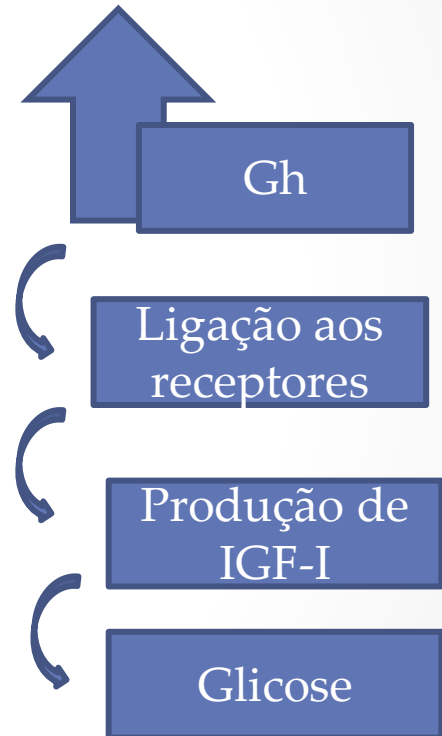 Gh
Ligação aos
receptores
Produção de
IGF-I
Glicose